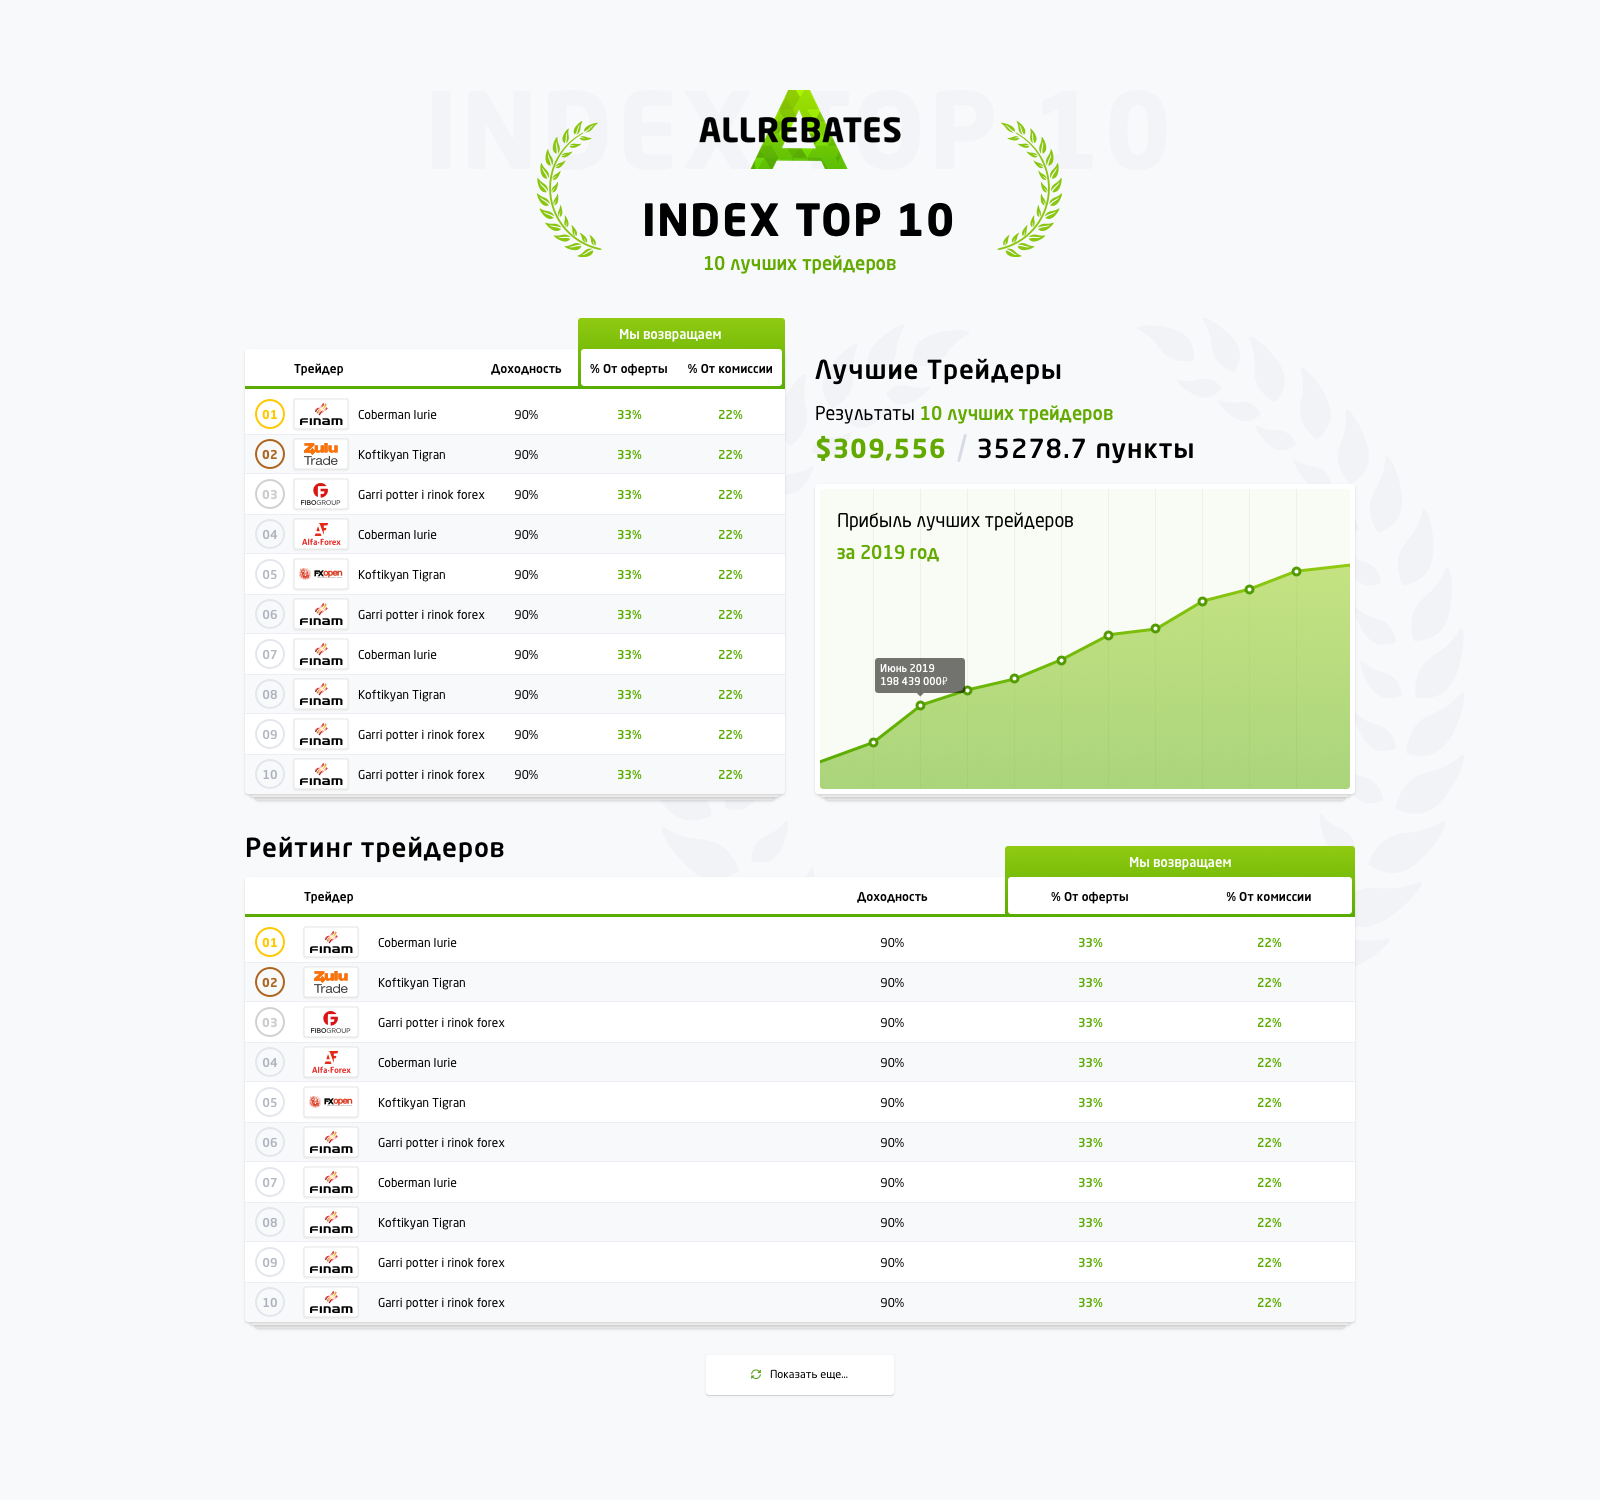 INDEX TOP 10
ALLREBATES
INDEX TOP 10
10 лучших трейдеров
Мы возвращаем
Трейдер Доходность % От оферты % От комиссии
01 FINAM Coberman Iurie 90% 33% 22%
02 Zulu Trade Koftikyan Tigran 90% 33% 22%
03 FIBOGROUP Garri potter i rinok forex 90% 33% 22%
04 Alfa-Forex Coberman Iurie 90% 33% 22%
05 FXopen Koftikyan Tigran 90% 33% 22%
06 FINAM Garri potter i rinok forex 90% 33% 22%
07 FINAM Coberman Iurie 90% 33% 22%
08 FINAM Koftikyan Tigran 90% 33% 22%
09 FINAM Garri potter i rinok forex 90% 33% 22%
10 FINAM Garri potter i rinok forex 90% 33% 22%
Лучшие Трейдеры
Результаты 10 лучших трейдеров
$309,556 / 35278.7 пункты
Прибыль лучших трейдеров
за 2019 год
Июнь 2019
198 439 000₽
Рейтинг трейдеров
Мы возвращаем
Трейдер Доходность % От оферты % От комиссии
01 FINAM Coberman Iurie 90% 33% 22%
02 Zulu Trade Koftikyan Tigran 90% 33% 22%
03 FIBOGROUP Garri potter i rinok forex 90% 33% 22%
04 Alfa-Forex Coberman Iurie 90% 33% 22%
05 FXopen Koftikyan Tigran 90% 33% 22%
06 FINAM Garri potter i rinok forex 90% 33% 22%
07 FINAM Coberman Iurie 90% 33% 22%
08 FINAM Koftikyan Tigran 90% 33% 22%
09 FINAM Garri potter i rinok forex 90% 33% 22%
10 FINAM Garri potter i rinok forex 90% 33% 22%
Показать еще...